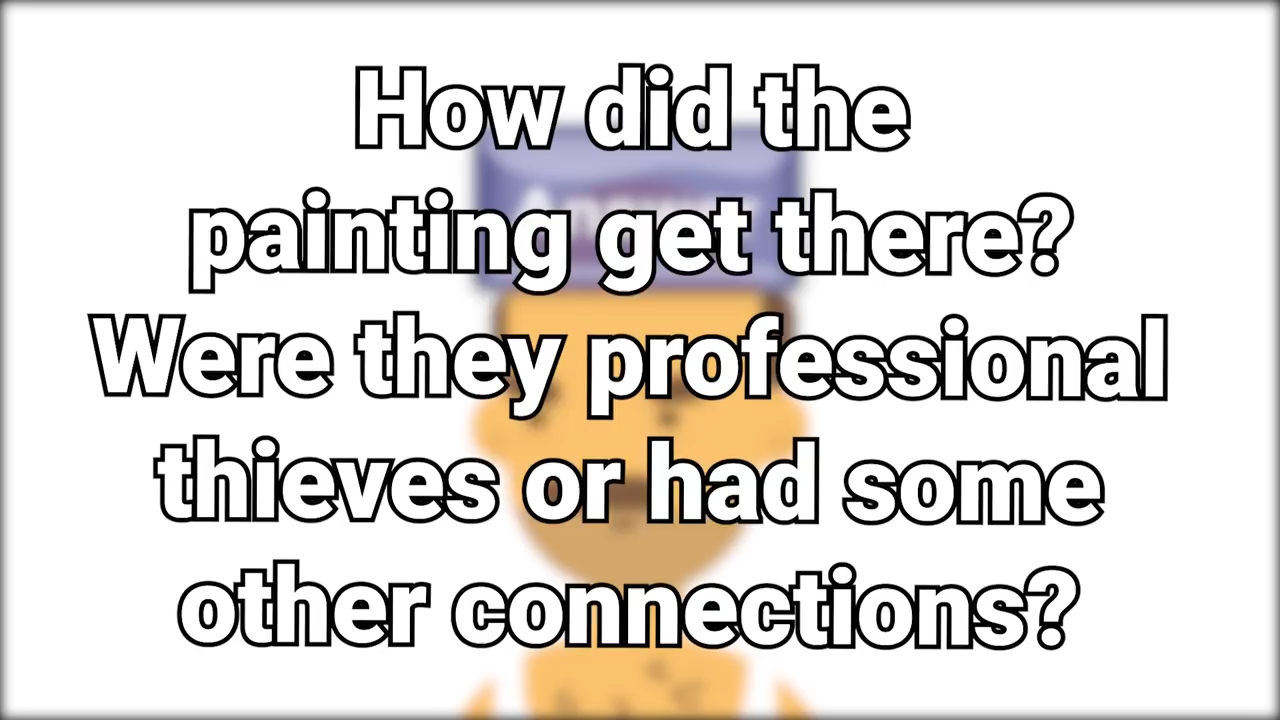 How did the
painting get there?
Were they professional
thieves or had some
other connections?